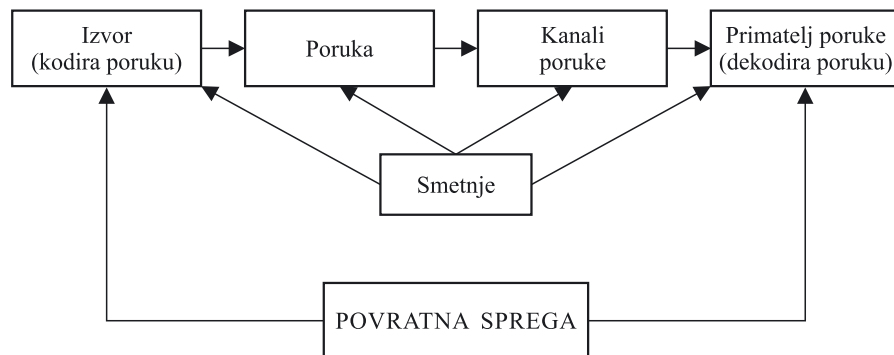 Izvor
(kodira poruku)
Poruka
Kanali
poruke
Primatelj poruke
(dekodira poruku)
Smetnje
POVRATNA SPREGA